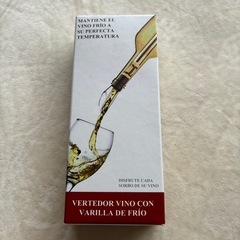 MANTIENE EL
VINO FRÍO A
SU PERFECTA
TEMPERATURA
DISFRUTE CADA
SORBO DE SU VINO
VERTEDOR VINO CON
VARILLA DE FRÍO